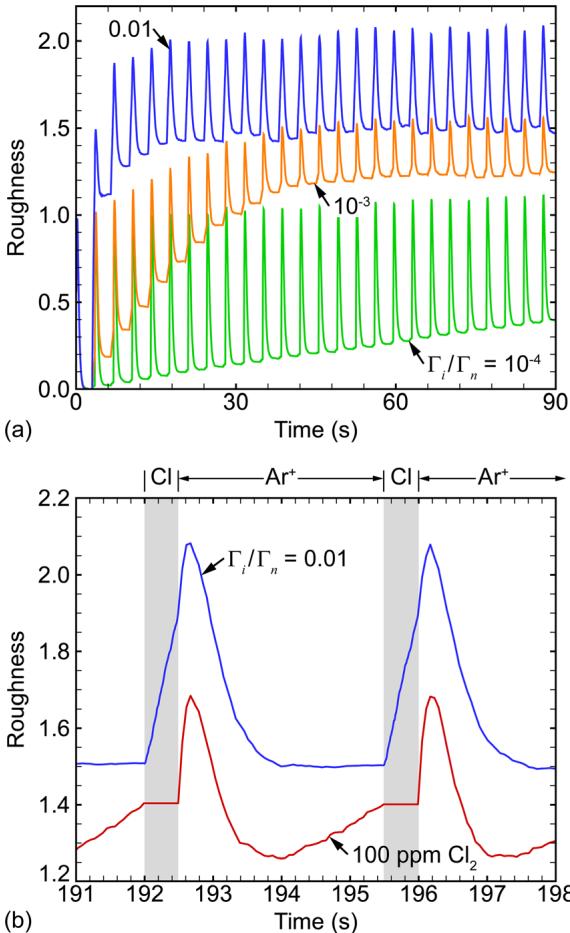 0.01
2.0
1.5
Roughness
1.0
10⁻³
0.5
Γᵢ/Γₙ = 10⁻⁴
0.0
0 30 60 90
(a) Time (s)
Cl Ar⁺ Cl Ar⁺
2.2
Γᵢ/Γₙ = 0.01
2.0
1.8
Roughness
1.6
1.4
100 ppm Cl₂
1.2
191 192 193 194 195 196 197 198
(b) Time (s)